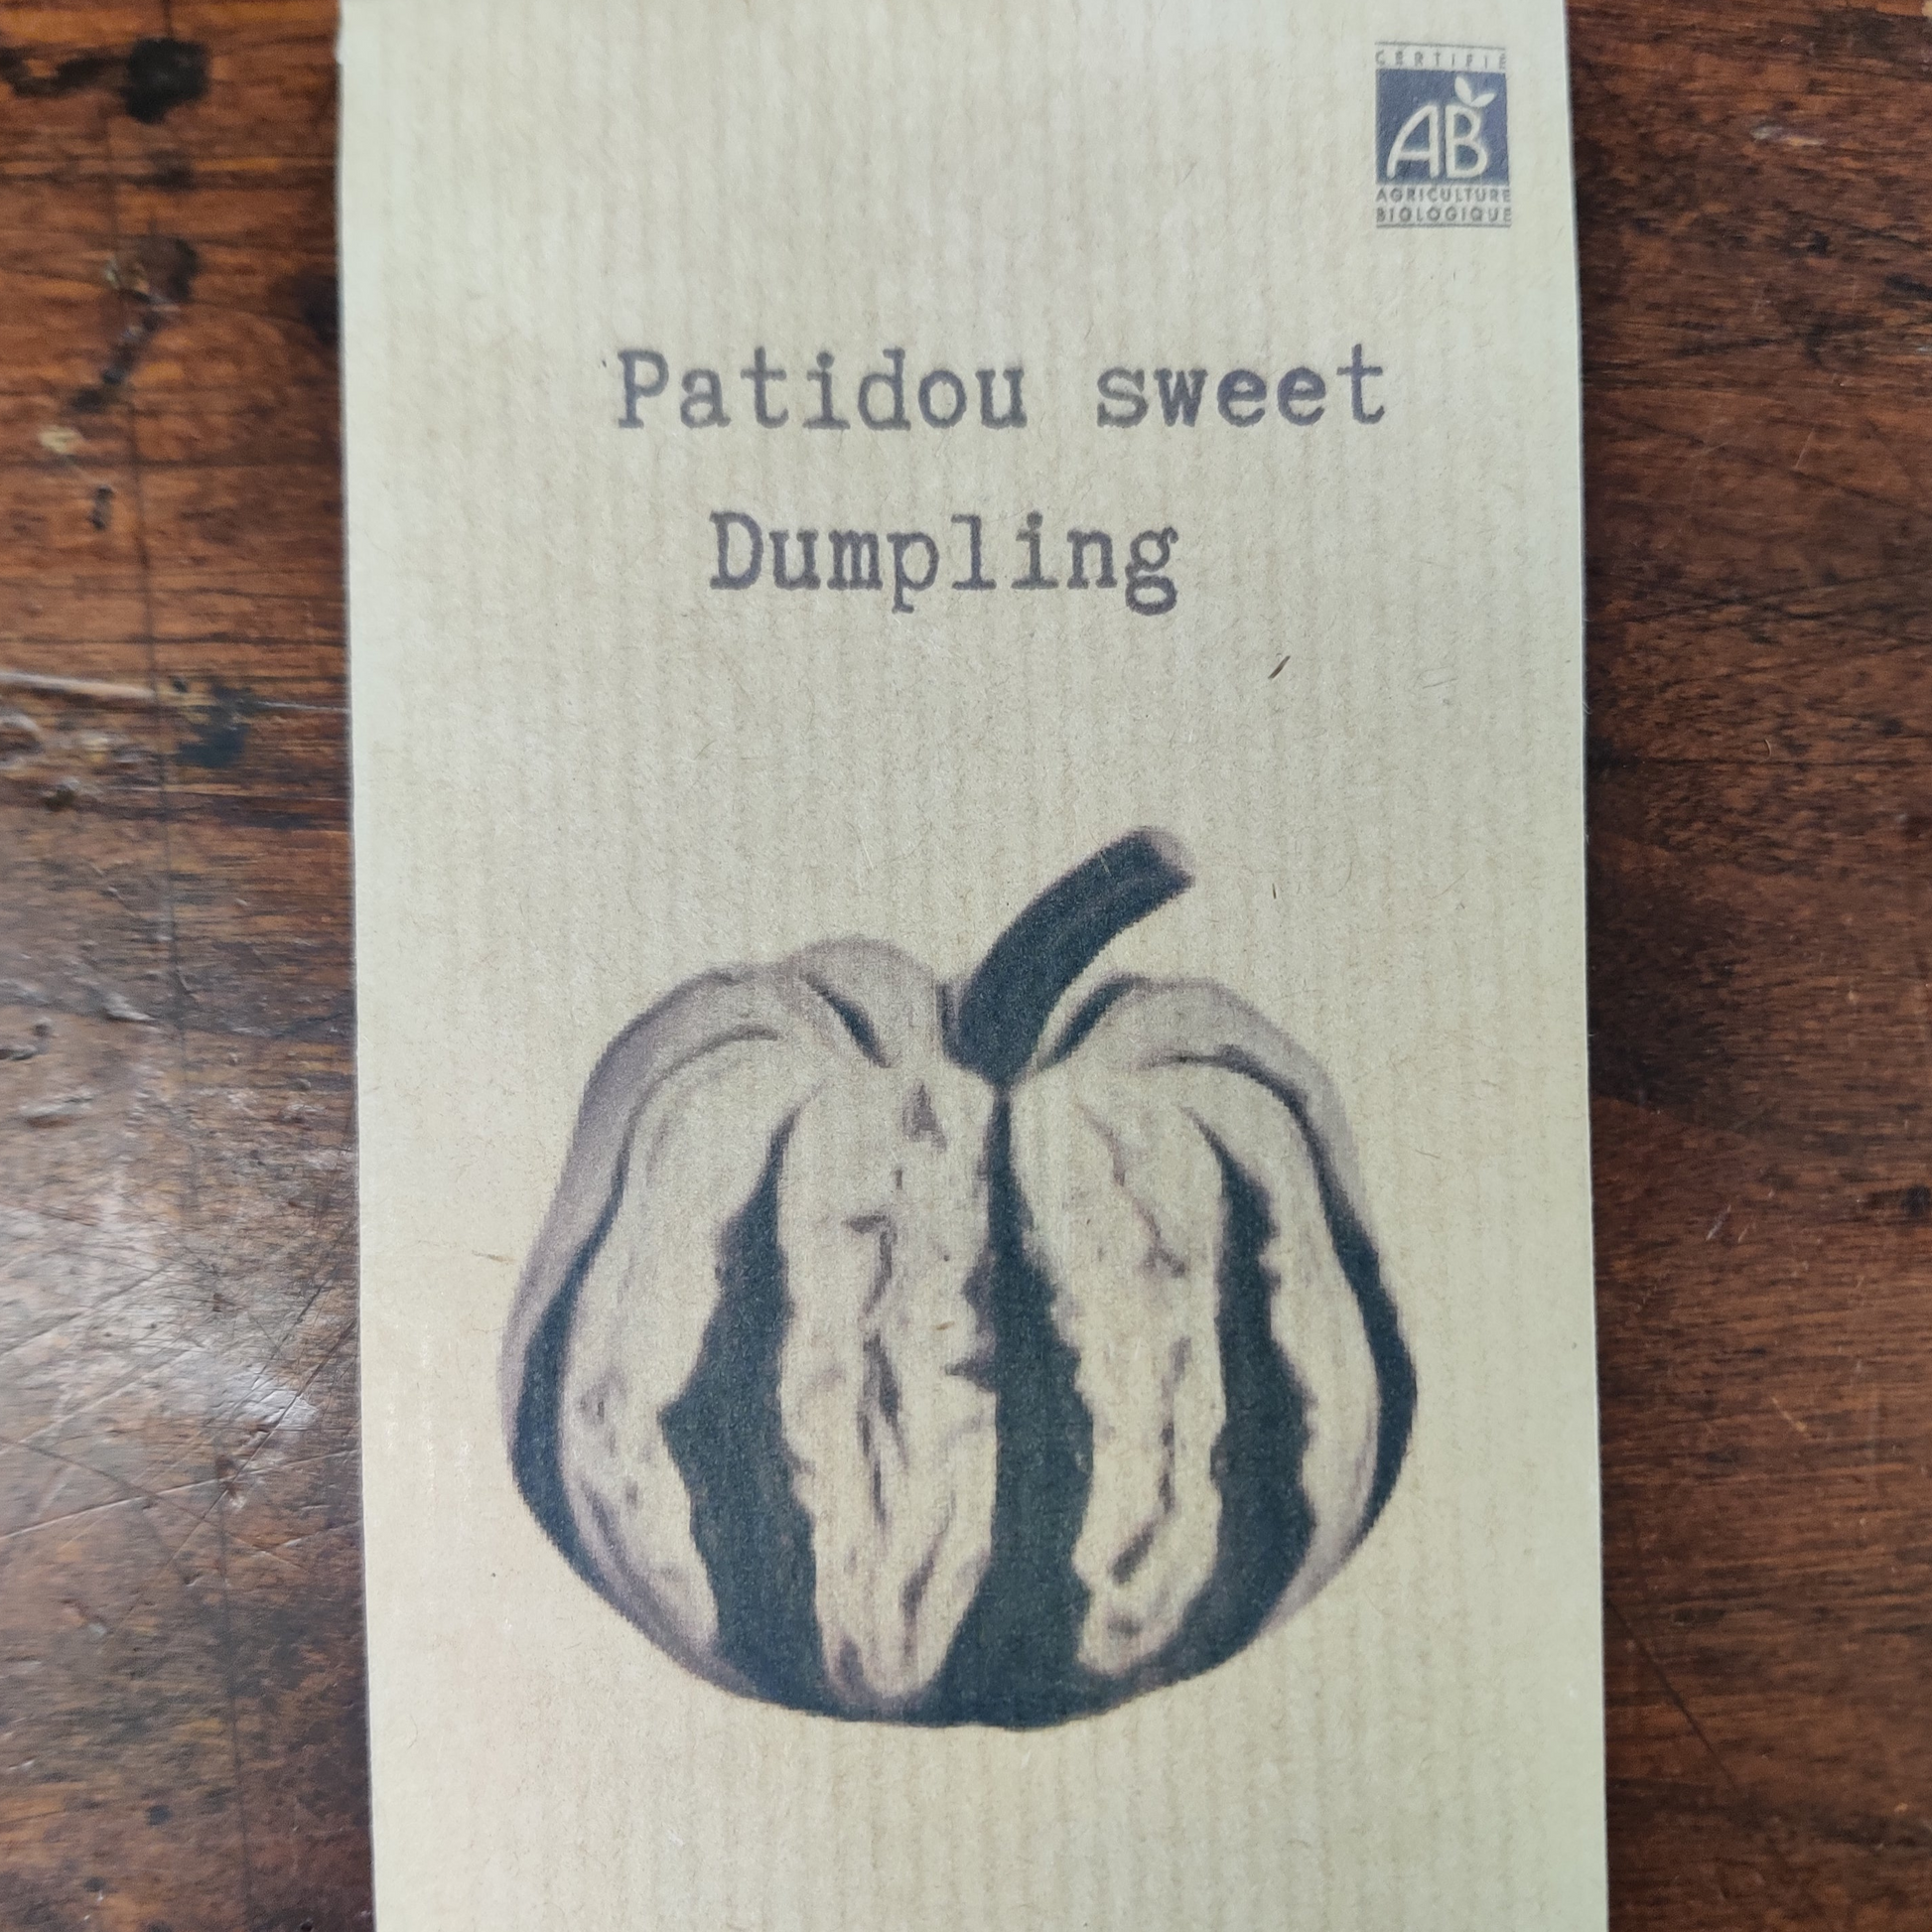 CERTIFIÉ
AB
AGRICULTURE
BIOLOGIQUE
Patidou sweet
Dumpling